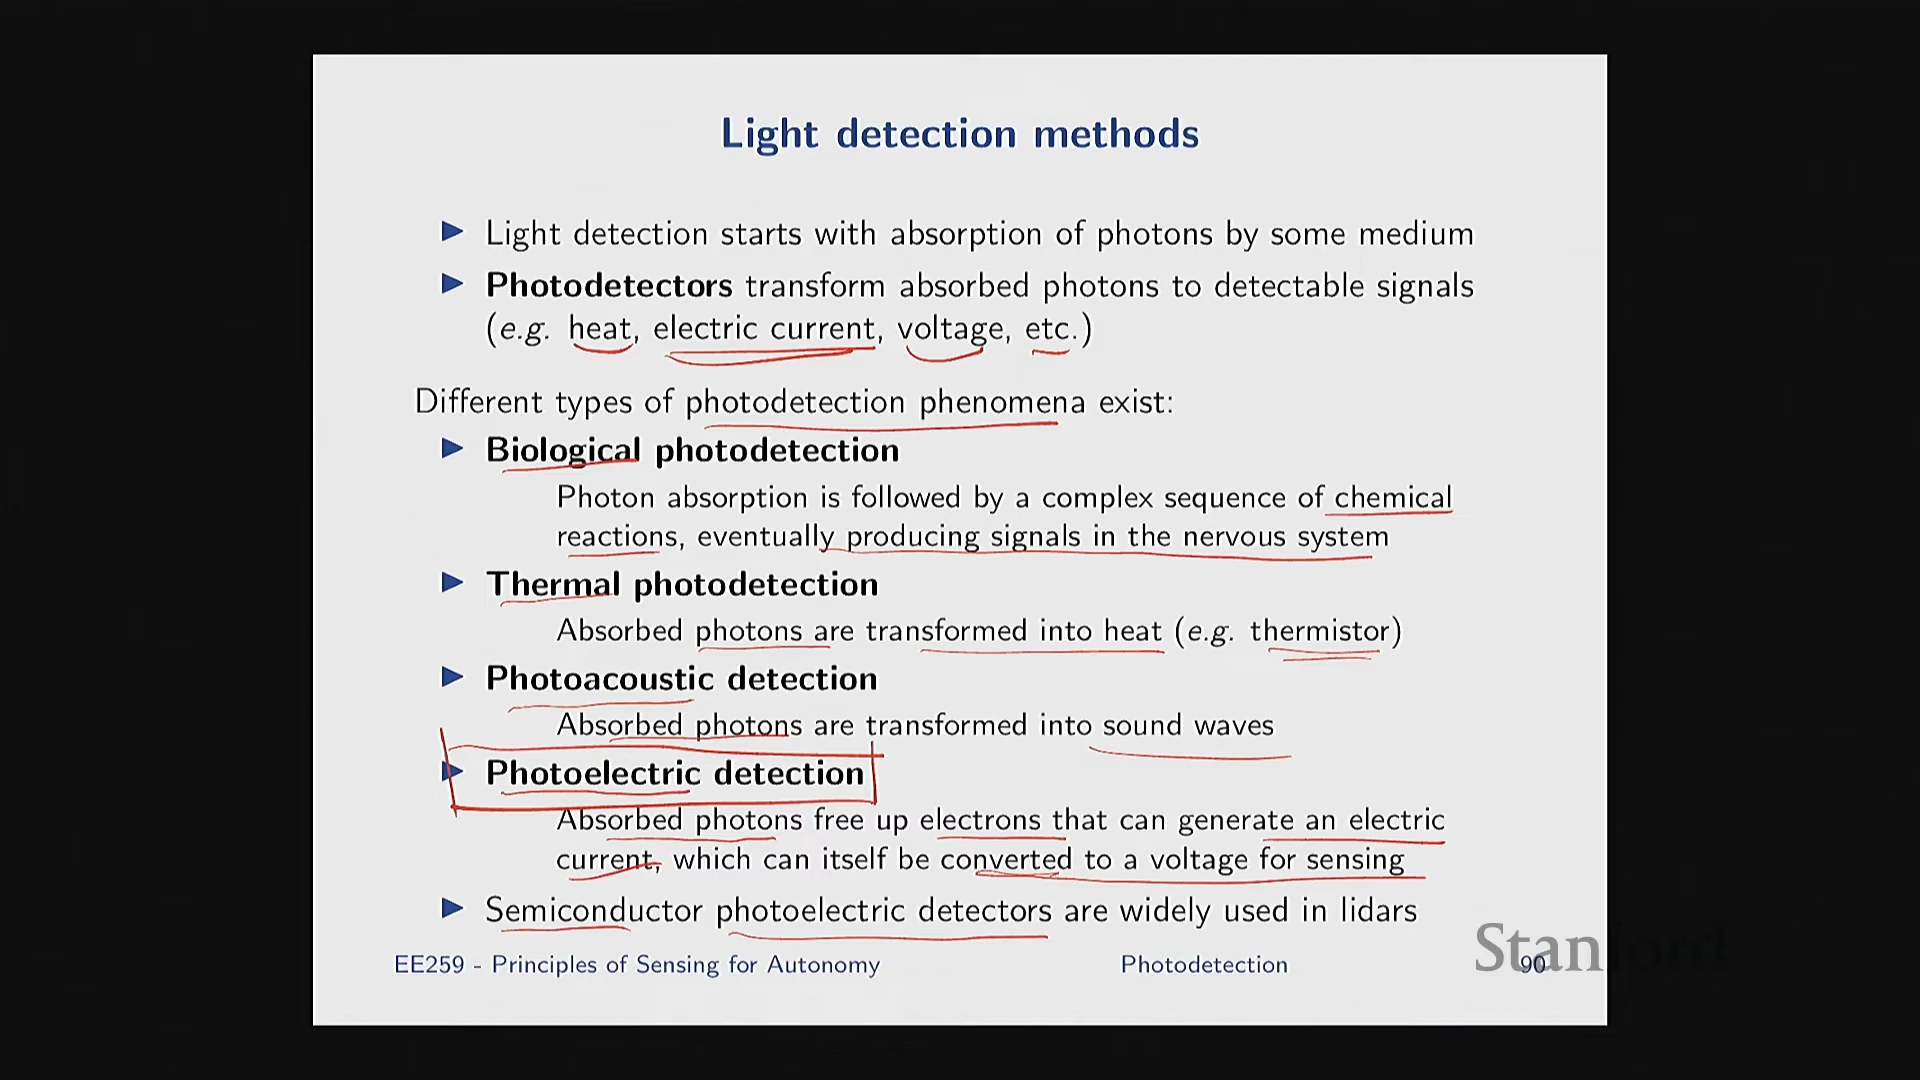 Light detection methods
Light detection starts with absorption of photons by some medium
Photodetectors transform absorbed photons to detectable signals
(e.g. heat, electric current, voltage, etc.)
Different types of photodetection phenomena exist:
Biological photodetection
Photon absorption is followed by a complex sequence of chemical
reactions, eventually producing signals in the nervous system
Thermal photodetection
Absorbed photons are transformed into heat (e.g. thermistor)
Photoacoustic detection
Absorbed photons are transformed into sound waves
Photoelectric detection
Absorbed photons free up electrons that can generate an electric
current, which can itself be converted to a voltage for sensing
Semiconductor photoelectric detectors are widely used in lidars
EE259 - Principles of Sensing for Autonomy
Photodetection
90
Stanford